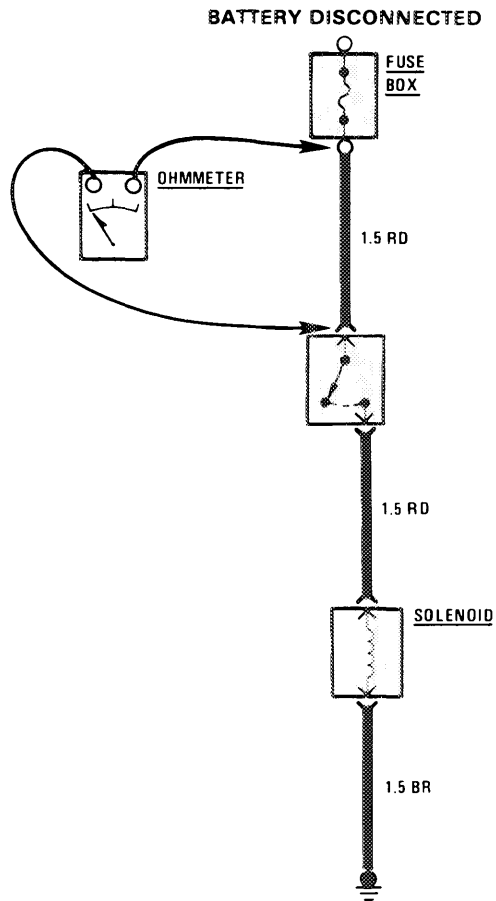 BATTERY DISCONNECTED
FUSE
BOX
OHMMETER
1.5 RD
1.5 RD
SOLENOID
1.5 BR